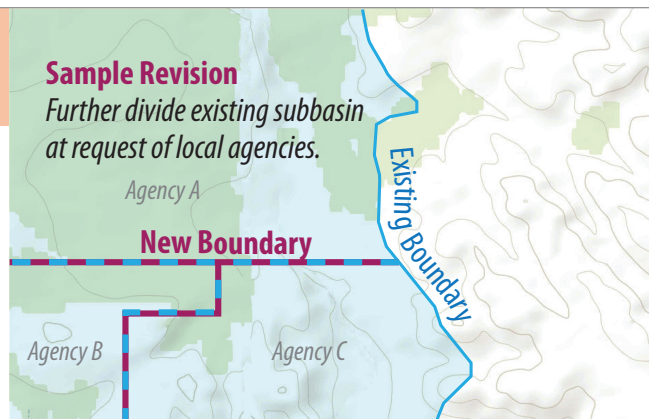 Sample Revision
Further divide existing subbasin
at request of local agencies.
Agency A
New Boundary
Existing Boundary
Agency B
Agency C